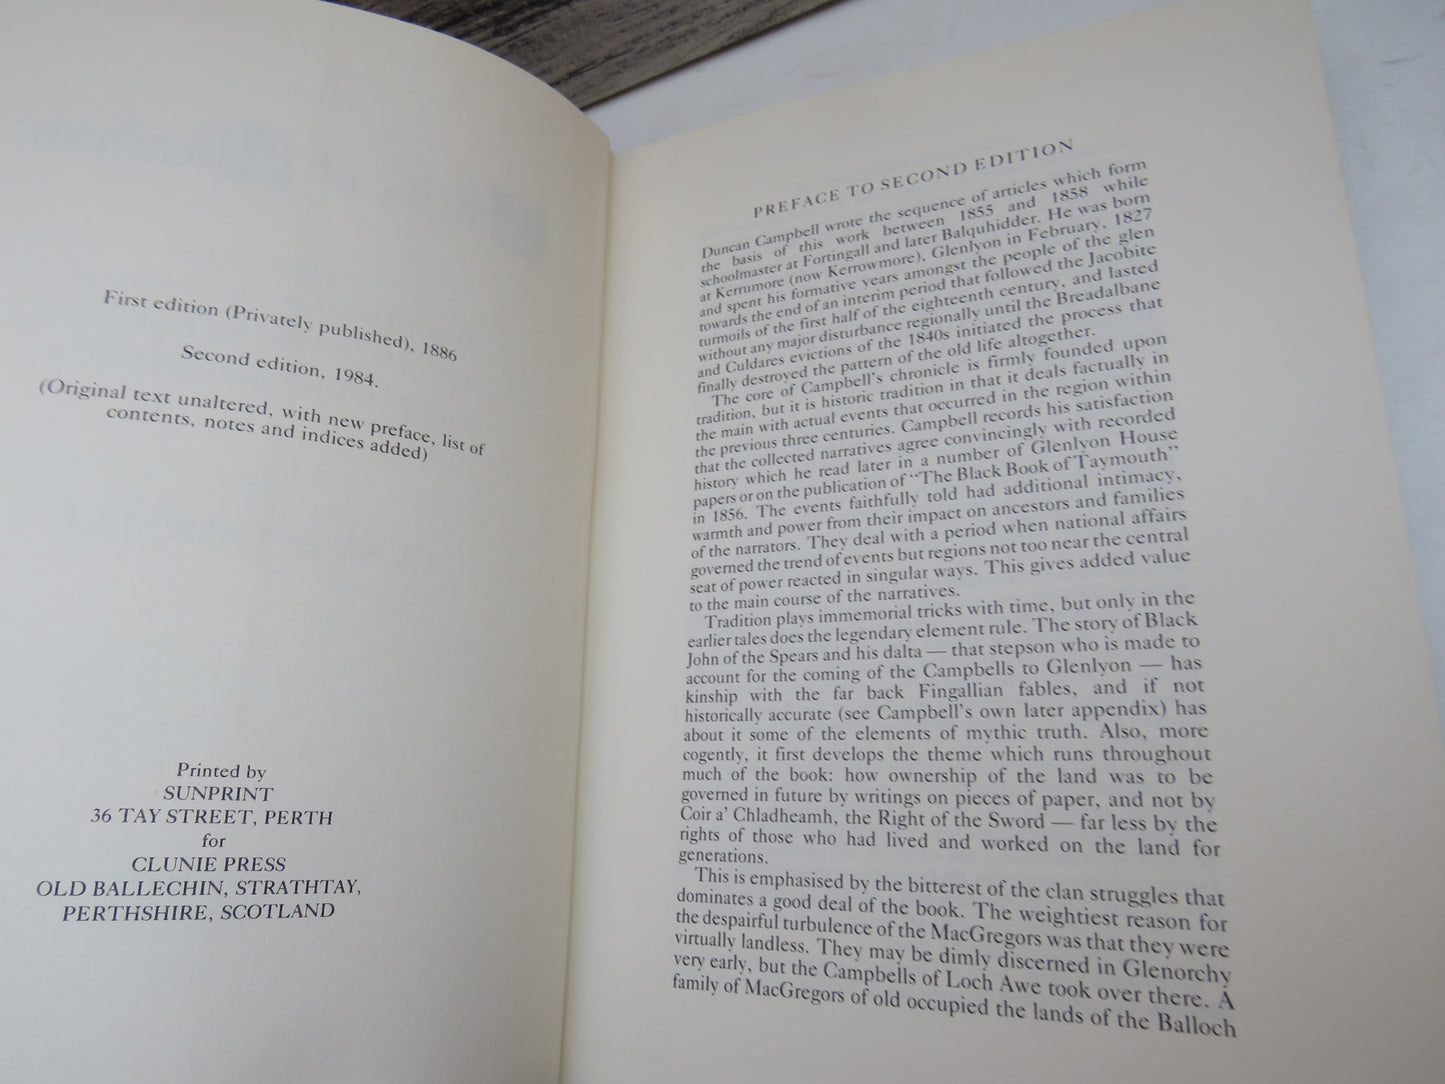 First edition (Privately published), 1886
Second edition, 1984.
(Original text unaltered, with new preface, list of
contents, notes and indices added)
Printed by
SUNPRINT
36 TAY STREET, PERTH
for
CLUNIE PRESS
OLD BALLECHIN, STRATHTAY,
PERTHSHIRE, SCOTLAND
PREFACE TO SECOND EDITION
Duncan Campbell wrote the sequence of articles which form
the basis of this work between 1855 and 1858 while
schoolmaster at Fortingall and later Balquhidder. He was born
at Kerrumore (now Kerrowmore), Glenlyon in February, 1827
and spent his formative years amongst the people of the glen
towards the end of an interim period that followed the Jacobite
turmoils of the first half of the eighteenth century, and lasted
without any major disturbance regionally until the Breadalbane
and Culdares evictions of the 1840s initiated the process that
finally destroyed the pattern of the old life altogether.
The core of Campbell's chronicle is firmly founded upon
tradition, but it is historic tradition in that it deals factually in
the main with actual events that occurred in the region within
the previous three centuries. Campbell records his satisfaction
that the collected narratives agree convincingly with recorded
history which he read later in a number of Glenlyon House
papers or on the publication of "The Black Book of Taymouth"
in 1856. The events faithfully told had additional intimacy,
warmth and power from their impact on ancestors and families
of the narrators. They deal with a period when national affairs
governed the trend of events but regions not too near the central
seat of power reacted in singular ways. This gives added value
to the main course of the narratives.
Tradition plays immemorial tricks with time, but only in the
earlier tales does the legendary element rule. The story of Black
John of the Spears and his dalta — that stepson who is made to
account for the coming of the Campbells to Glenlyon — has
kinship with the far back Fingallian fables, and if not
historically accurate (see Campbell's own later appendix) has
about it some of the elements of mythic truth. Also, more
cogently, it first develops the theme which runs throughout
much of the book: how ownership of the land was to be
governed in future by writings on pieces of paper, and not by
Coir a' Chladheamh, the Right of the Sword — far less by the
rights of those who had lived and worked on the land for
generations.
This is emphasised by the bitterest of the clan struggles that
dominates a good deal of the book. The weightiest reason for
the despairful turbulence of the MacGregors was that they were
virtually landless. They may be dimly discerned in Glenorchy
very early, but the Campbells of Loch Awe took over there. A
family of MacGregors of old occupied the lands of the Balloch